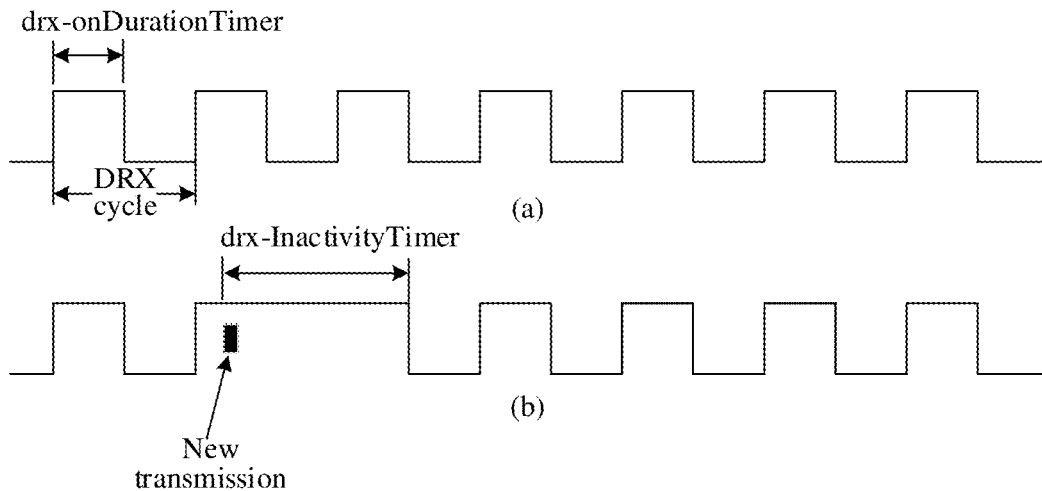 drx-onDurationTimer
DRX
cycle
(a)
drx-InactivityTimer
(b)
New
transmission